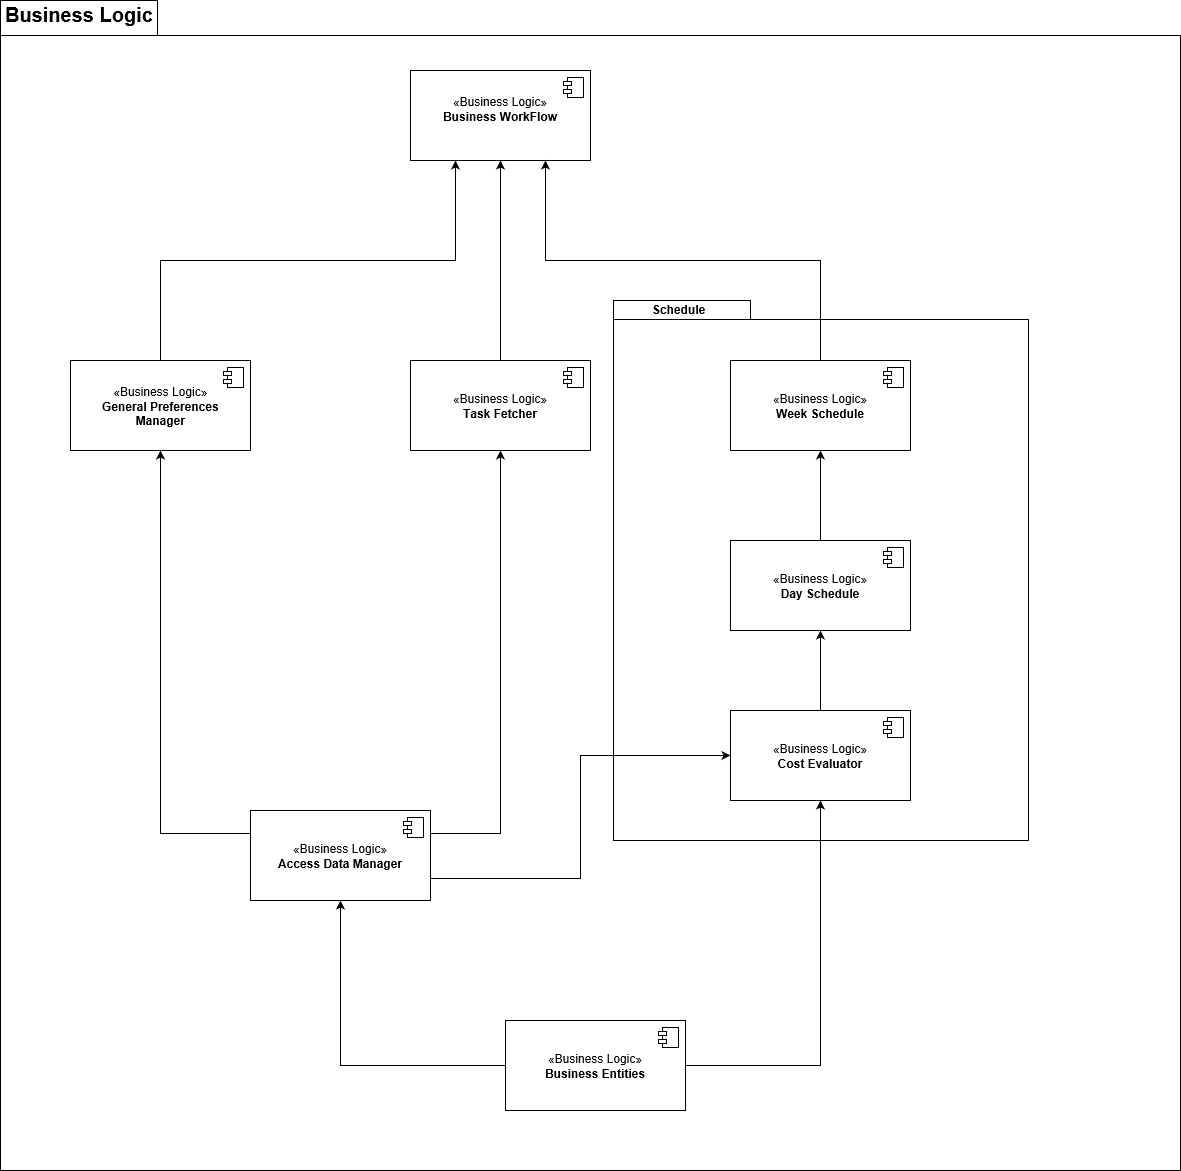 Business Logic
«Business Logic»
Business WorkFlow
Schedule
«Business Logic»
General Preferences
Manager
«Business Logic»
Task Fetcher
«Business Logic»
Week Schedule
«Business Logic»
Day Schedule
«Business Logic»
Cost Evaluator
«Business Logic»
Access Data Manager
«Business Logic»
Business Entities